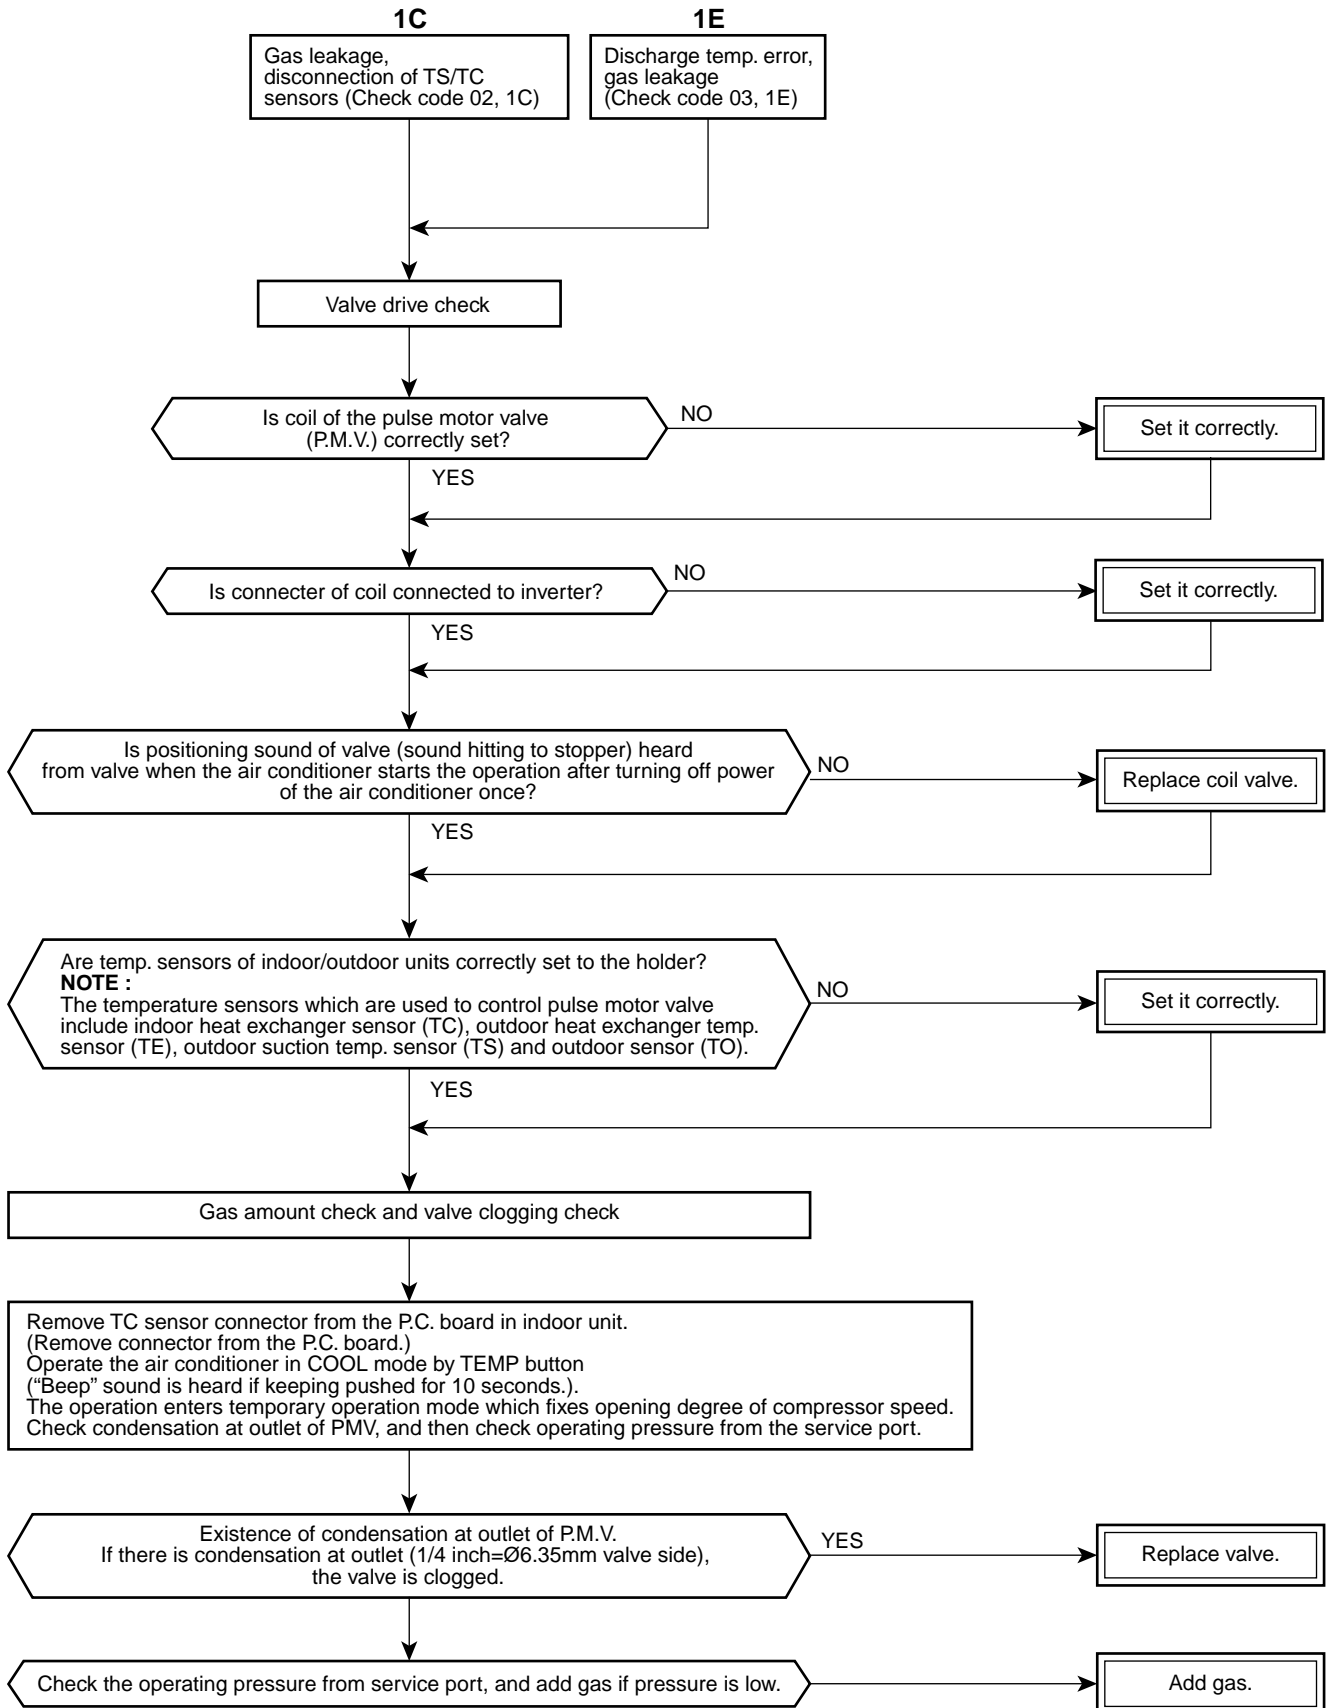 1C
1E
Gas leakage,
disconnection of TS/TC
sensors (Check code 02, 1C)
Discharge temp. error,
gas leakage
(Check code 03, 1E)
Valve drive check
Is coil of the pulse motor valve
(P.M.V.) correctly set?
NO
Set it correctly.
YES
Is connecter of coil connected to inverter?
NO
Set it correctly.
YES
Is positioning sound of valve (sound hitting to stopper) heard
from valve when the air conditioner starts the operation after turning off power
of the air conditioner once?
NO
Replace coil valve.
YES
Are temp. sensors of indoor/outdoor units correctly set to the holder?
NOTE :
The temperature sensors which are used to control pulse motor valve
include indoor heat exchanger sensor (TC), outdoor heat exchanger temp.
sensor (TE), outdoor suction temp. sensor (TS) and outdoor sensor (TO).
NO
Set it correctly.
YES
Gas amount check and valve clogging check
Remove TC sensor connector from the P.C. board in indoor unit.
(Remove connector from the P.C. board.)
Operate the air conditioner in COOL mode by TEMP button
(“Beep” sound is heard if keeping pushed for 10 seconds.).
The operation enters temporary operation mode which fixes opening degree of compressor speed.
Check condensation at outlet of PMV, and then check operating pressure from the service port.
Existence of condensation at outlet of P.M.V.
If there is condensation at outlet (1/4 inch=Ø6.35mm valve side),
the valve is clogged.
YES
Replace valve.
Check the operating pressure from service port, and add gas if pressure is low.
Add gas.